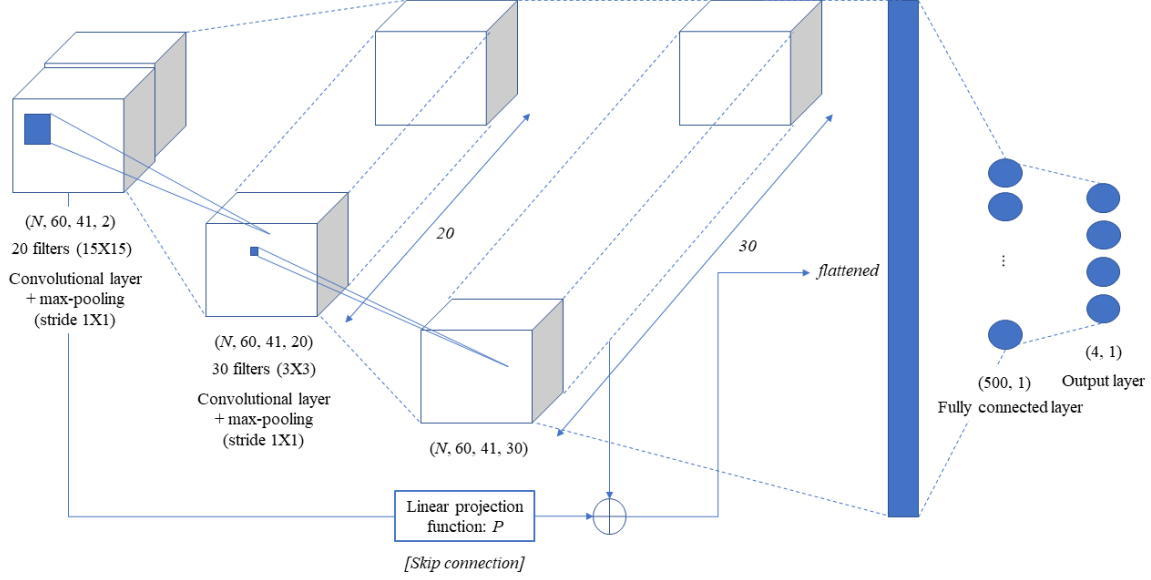 (N, 60, 41, 2)
20 filters (15X15)
Convolutional layer
+ max-pooling
(stride 1X1)
20
(N, 60, 41, 20)
30 filters (3X3)
Convolutional layer
+ max-pooling
(stride 1X1)
30
(N, 60, 41, 30)
Linear projection
function: P
[Skip connection]
flattened
...
(500, 1)
Fully connected layer
(4, 1)
Output layer